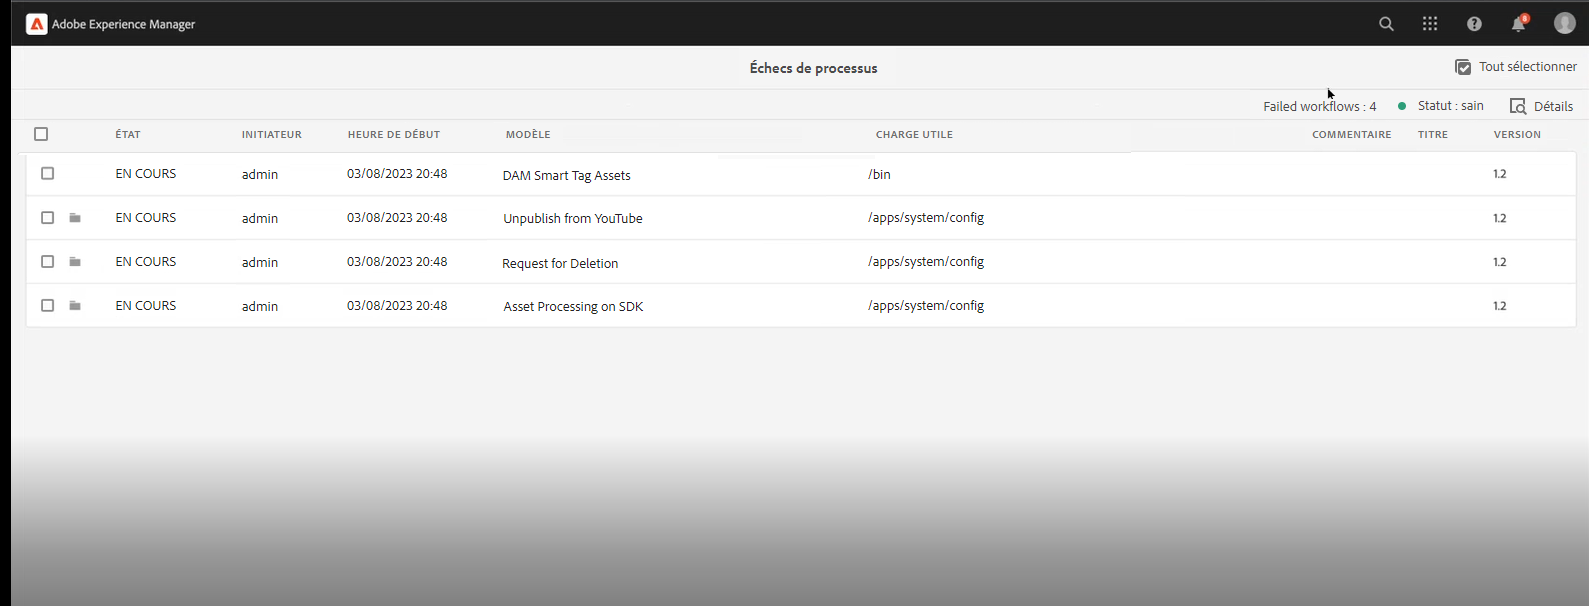 Adobe Experience Manager
8
Échecs de processus
Tout sélectionner
Failed workflows : 4 Statut : sain Détails
ÉTAT INITIATEUR HEURE DE DÉBUT MODÈLE CHARGE UTILE COMMENTAIRE TITRE VERSION
EN COURS admin 03/08/2023 20:48 DAM Smart Tag Assets /bin 1.2
EN COURS admin 03/08/2023 20:48 Unpublish from YouTube /apps/system/config 1.2
EN COURS admin 03/08/2023 20:48 Request for Deletion /apps/system/config 1.2
EN COURS admin 03/08/2023 20:48 Asset Processing on SDK /apps/system/config 1.2